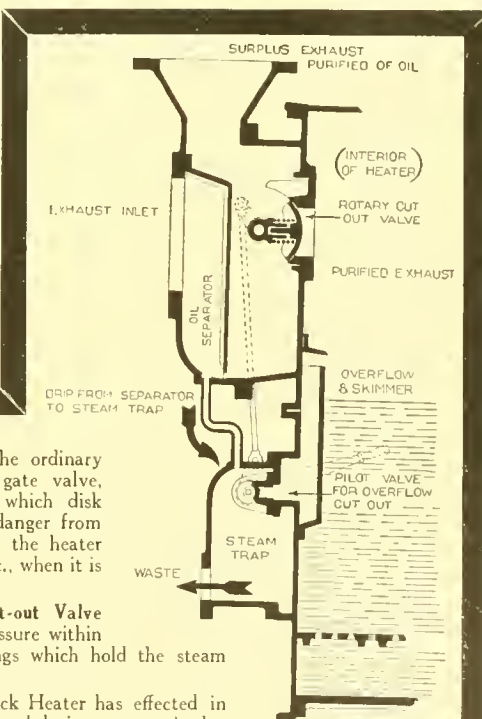 SURPLUS EXHAUST
PURIFIED OF OIL
(INTERIOR
OF HEATER)
ROTARY CUT
OUT VALVE
EXHAUST INLET
PURIFIED EXHAUST
OIL
SEPARATOR
OVERFLOW
& SKIMMER
DRIP FROM SEPARATOR
TO STEAM TRAP
PILOT VALVE
FOR OVERFLOW
CUT OUT
STEAM
TRAP
WASTE
he ordinary
gate valve,
which disk
danger from
the heater
c., when it is
t-out Valve
ssure within
ngs which hold the steam
ck Heater has effected in